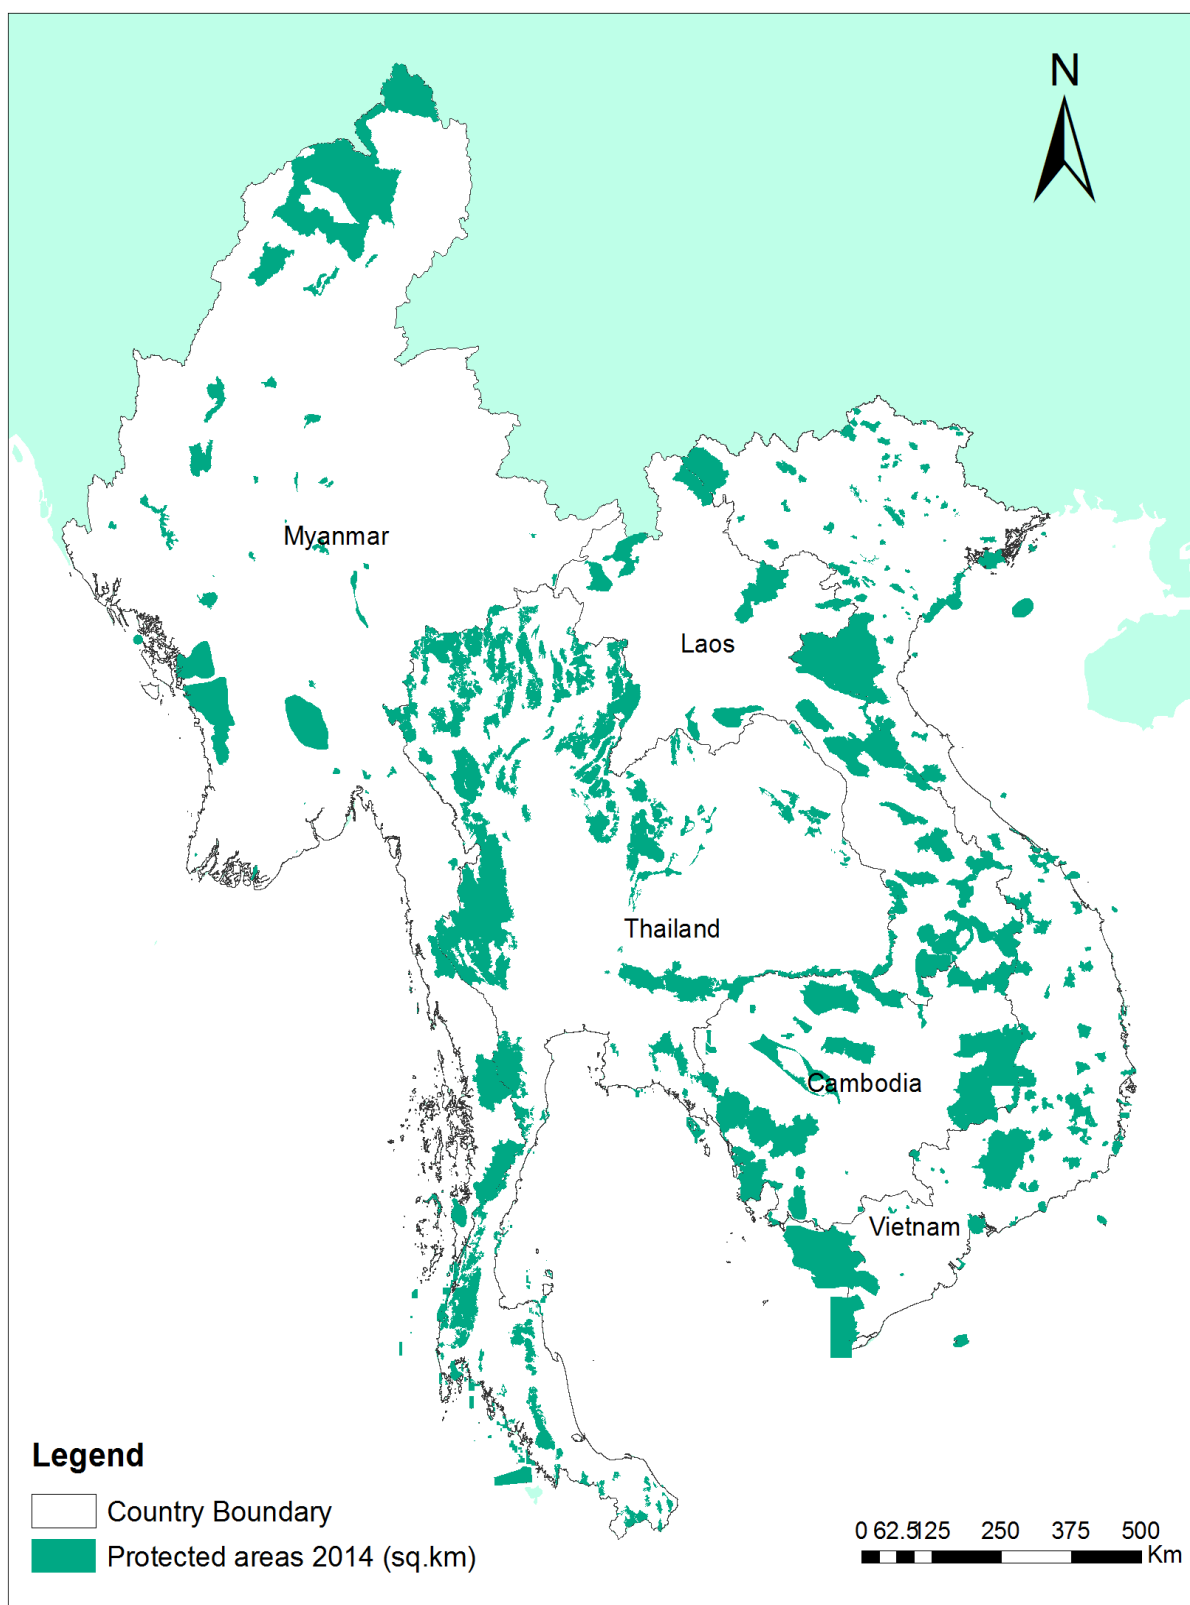 N
Myanmar
Laos
Thailand
Cambodia
Vietnam
Legend
Country Boundary
Protected areas 2014 (sq.km)
0 62.5125 250 375 500
Km